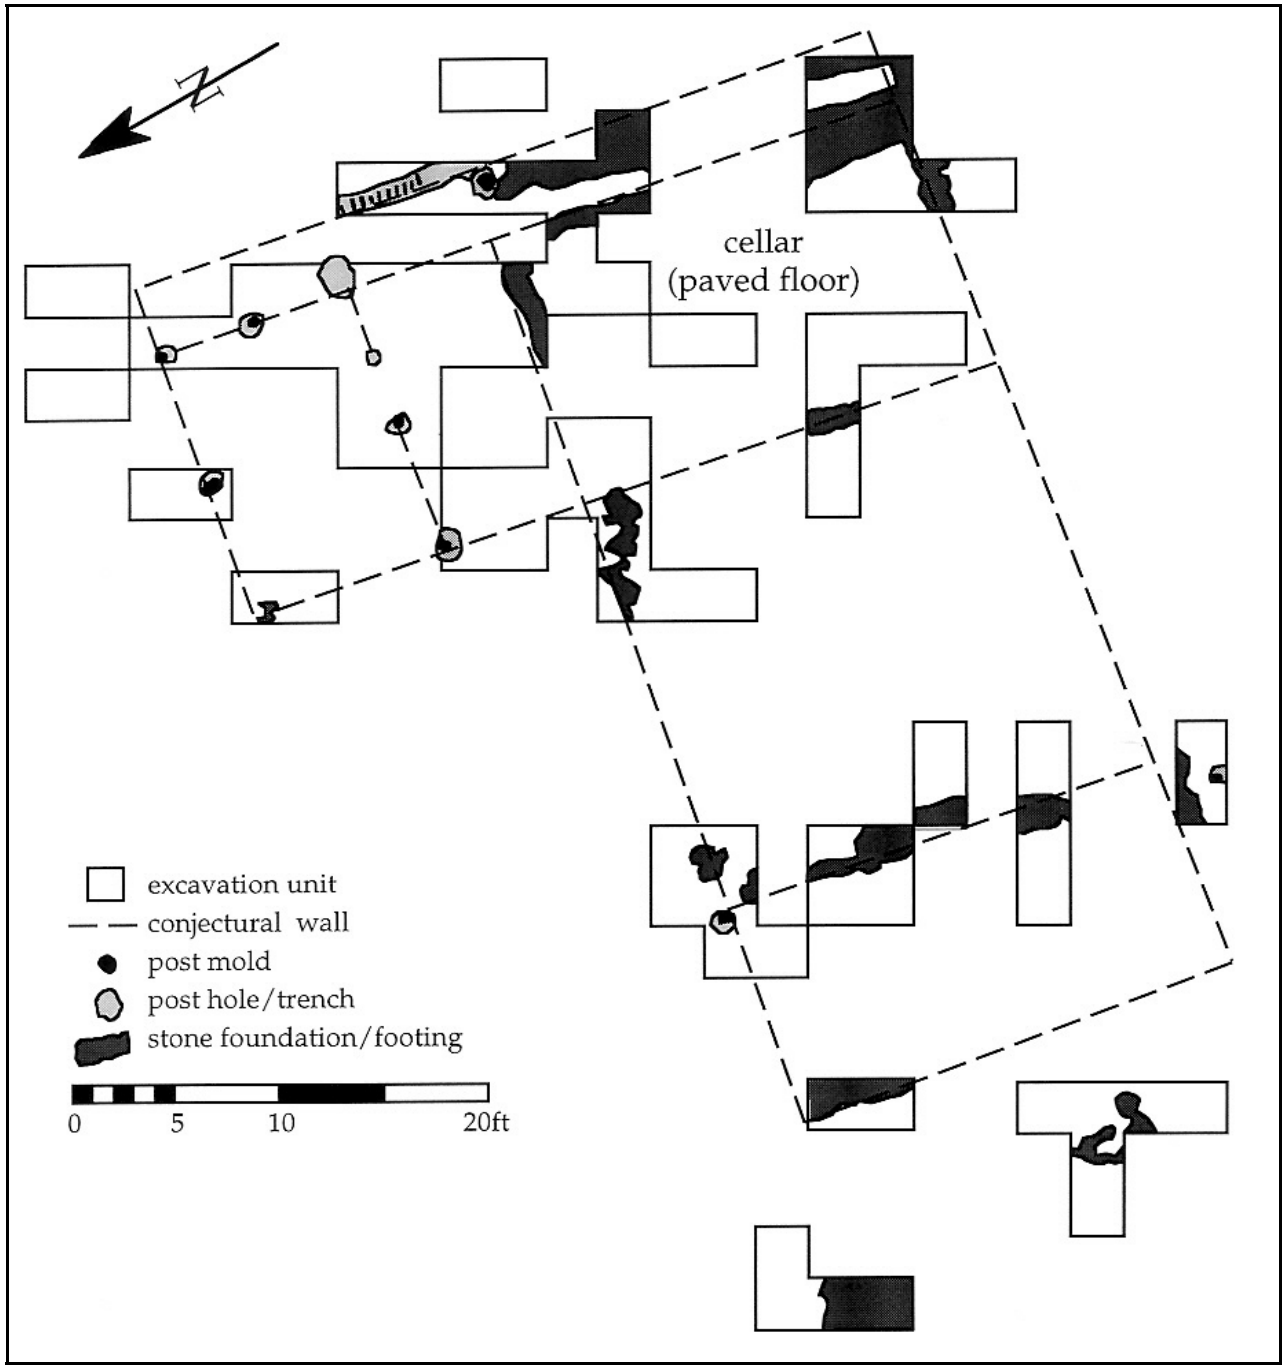 N
cellar
(paved floor)
excavation unit
conjectural wall
post mold
post hole/trench
stone foundation/footing
0 5 10 20ft